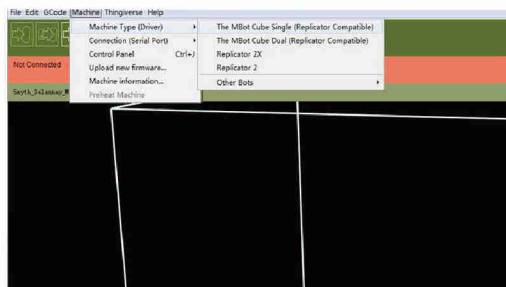 File Edit GCode Machine Thingiverse Help
Machine Type (Driver)
Connection (Serial Port)
Control Panel Ctrl+J
Upload new firmware...
Machine information...
Preheat Machine
The MBot Cube Single (Replicator Compatible)
The MBot Cube Dual (Replicator Compatible)
Replicator 2X
Replicator 2
Other Bots
Not Connected